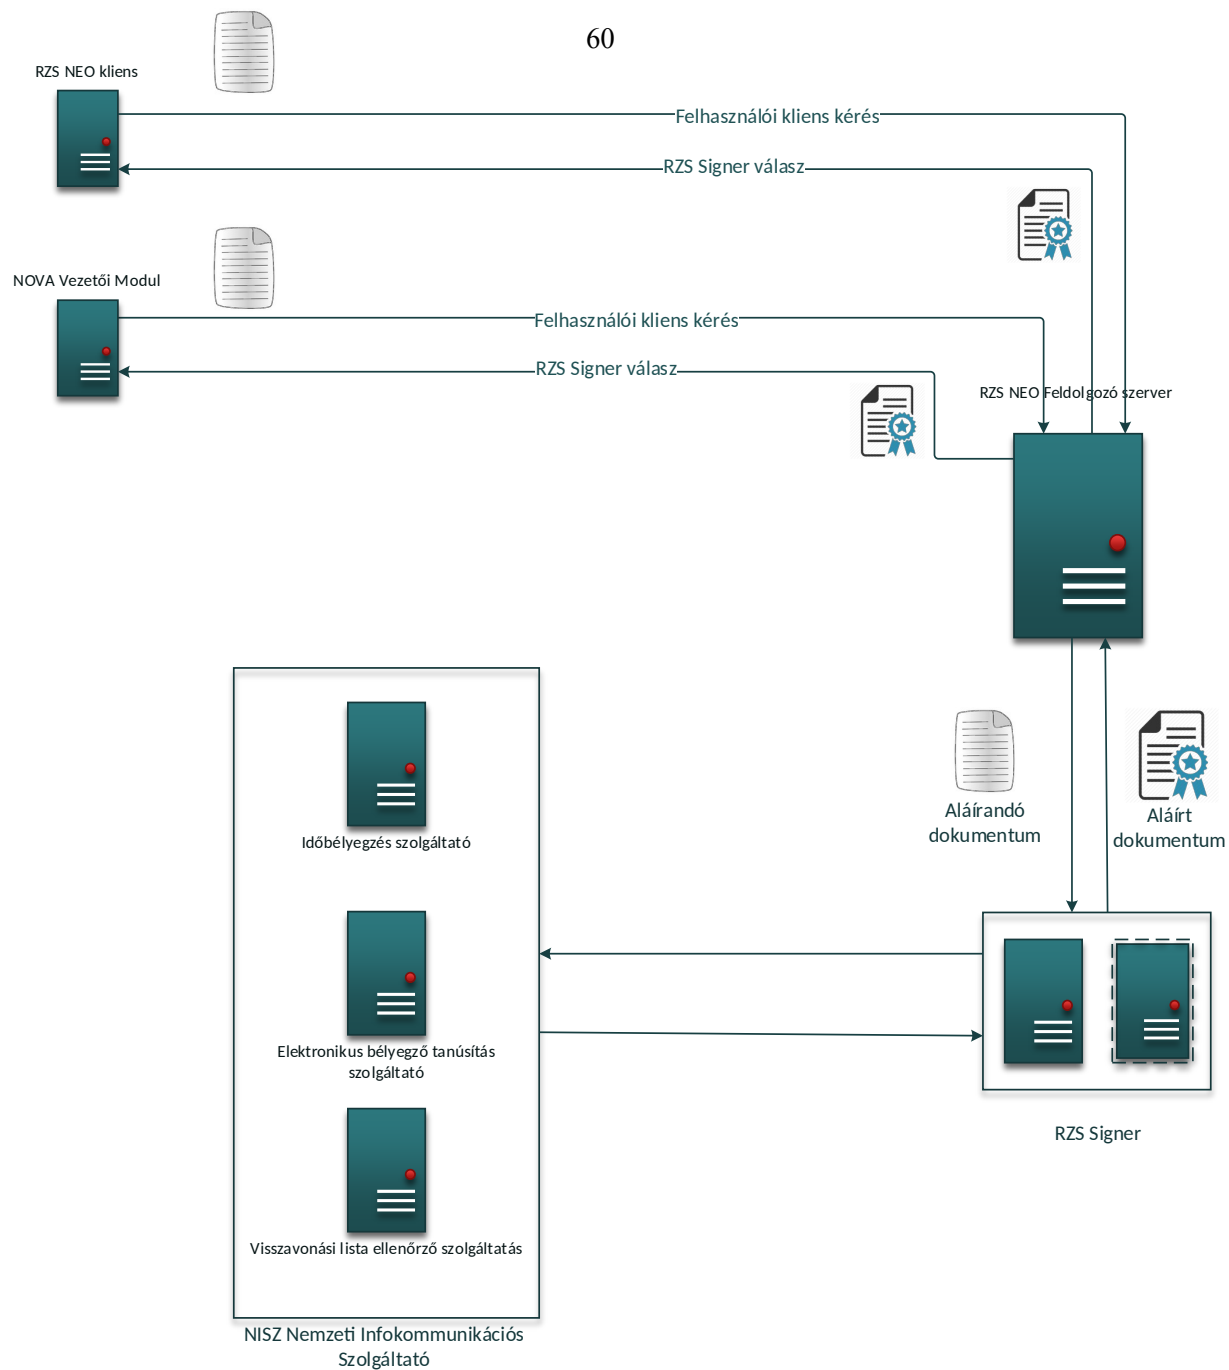 60
RZS NEO kliens
Felhasználói kliens kérés
RZS Signer válasz
NOVA Vezetői Modul
Felhasználói kliens kérés
RZS Signer válasz
RZS NEO Feldolgozó szerver
Aláírandó
dokumentum
Aláírt
dokumentum
Időbélyegzés szolgáltató
Elektronikus bélyegző tanúsítás
szolgáltató
Visszavonási lista ellenőrző szolgáltatás
RZS Signer
NISZ Nemzeti Infokommunikációs
Szolgáltató